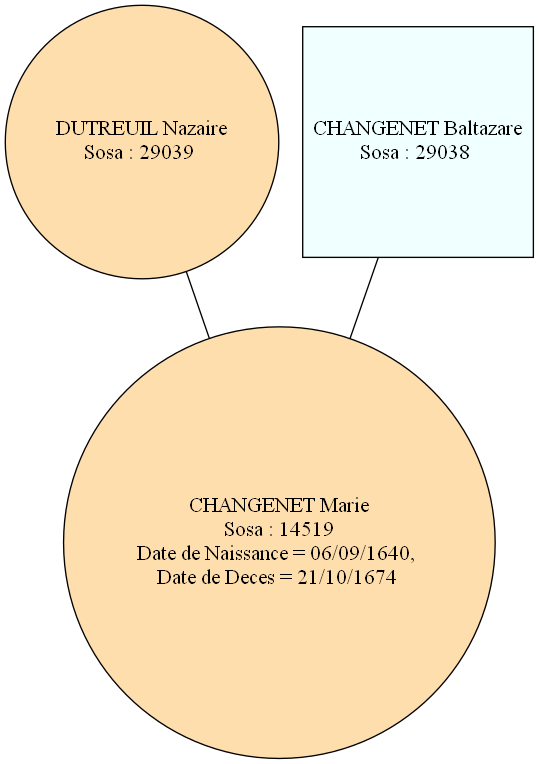 DUTREUIL Nazaire
Sosa : 29039
CHANGENET Baltazare
Sosa : 29038
CHANGENET Marie
Sosa : 14519
Date de Naissance = 06/09/1640,
Date de Deces = 21/10/1674